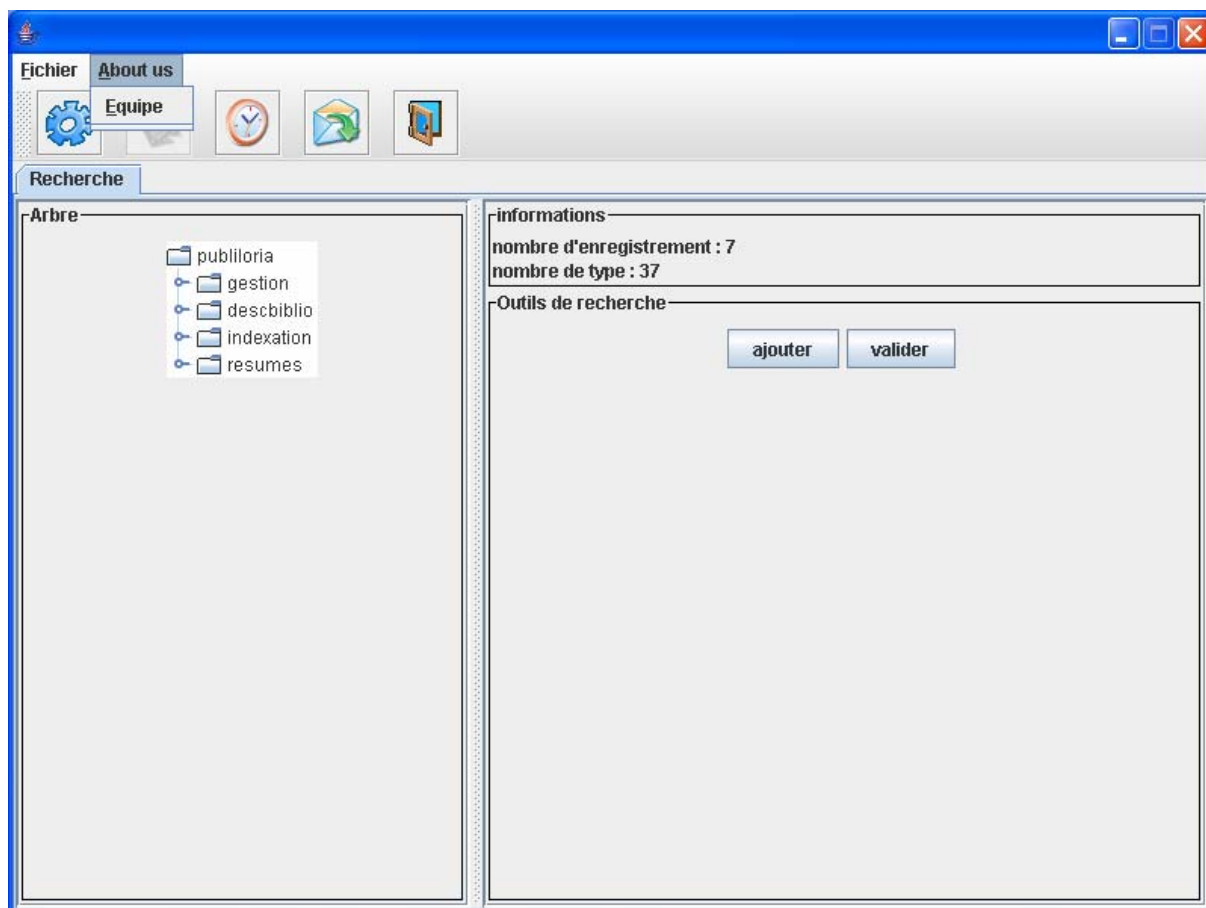 Fichier About us
Equipe
Recherche
Arbre
publiloria
gestion
descbiblio
indexation
resumes
informations
nombre d'enregistrement : 7
nombre de type : 37
Outils de recherche
ajouter valider